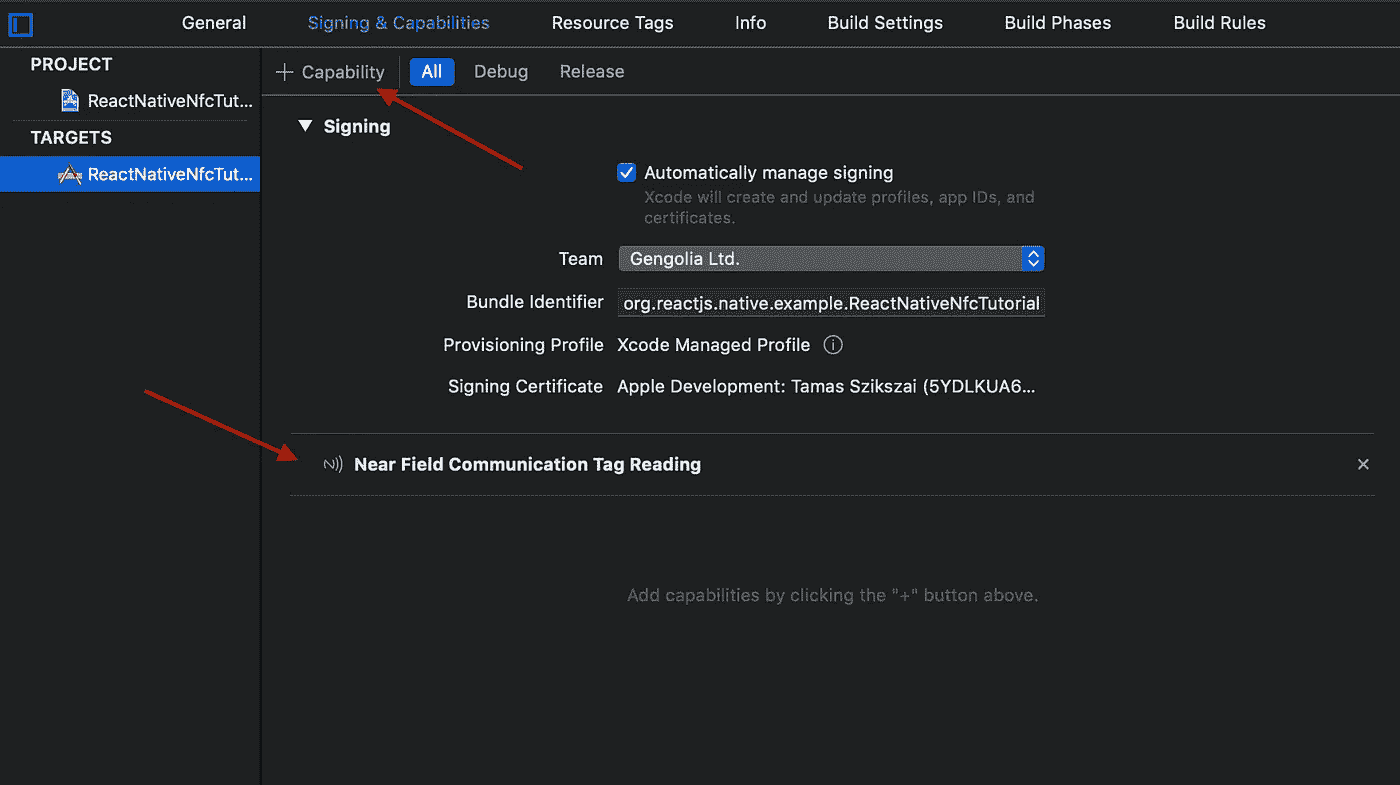 General Signing & Capabilities Resource Tags Info Build Settings Build Phases Build Rules
PROJECT
ReactNativeNfcTut...
TARGETS
ReactNativeNfcTut...
+ Capability All Debug Release
Signing
Automatically manage signing
Xcode will create and update profiles, app IDs, and
certificates.
Team Gengolia Ltd.
Bundle Identifier org.reactjs.native.example.ReactNativeNfcTutorial
Provisioning Profile Xcode Managed Profile
Signing Certificate Apple Development: Tamas Szikszai (5YDLKUA6...
Near Field Communication Tag Reading
Add capabilities by clicking the "+" button above.